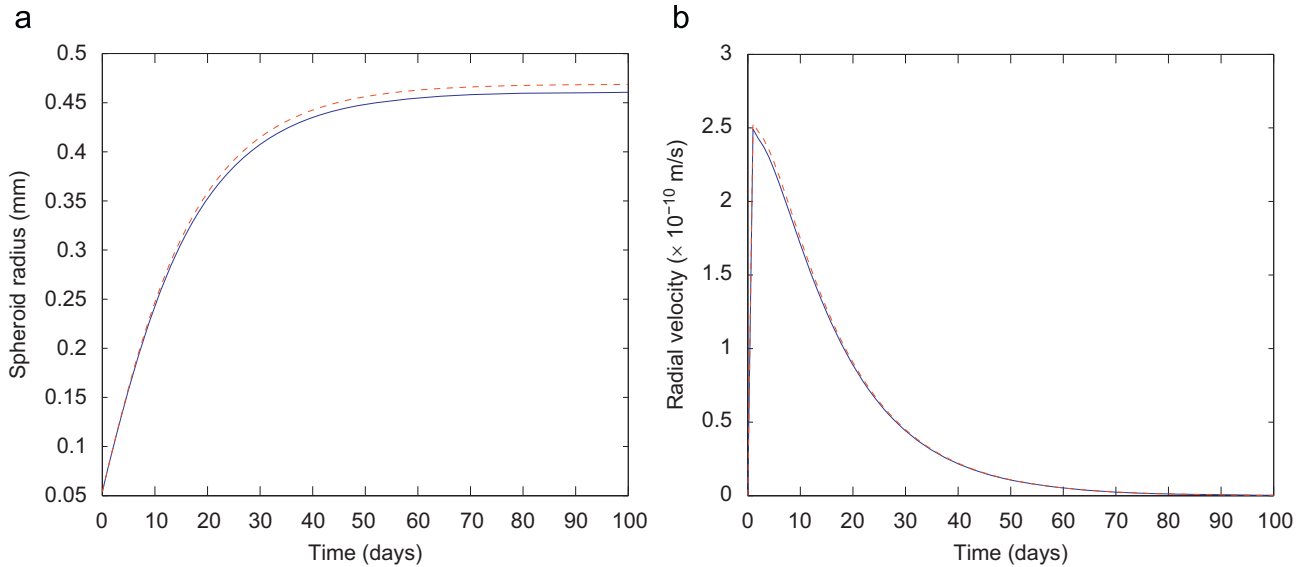 a
Spheroid radius (mm)
0.5
0.45
0.4
0.35
0.3
0.25
0.2
0.15
0.1
0.05
0 10 20 30 40 50 60 70 80 90 100
Time (days)
b
Radial velocity (× 10⁻¹⁰ m/s)
3
2.5
2
1.5
1
0.5
0
0 10 20 30 40 50 60 70 80 90 100
Time (days)